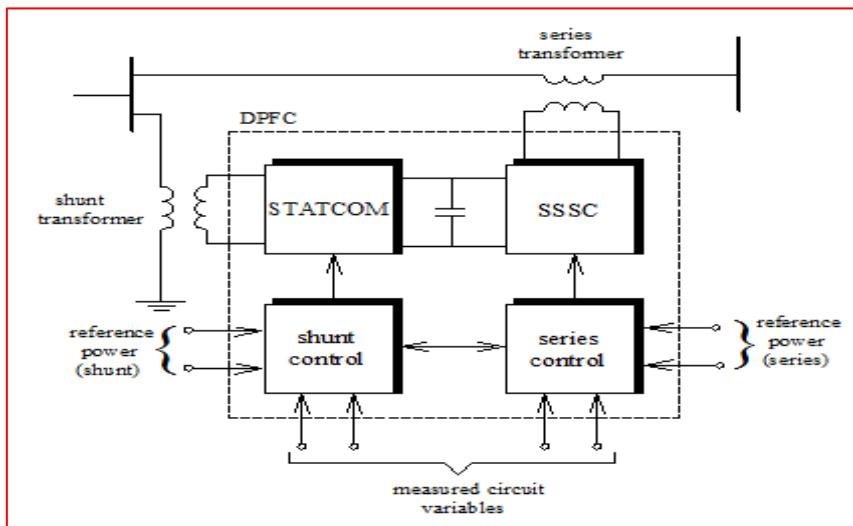 series
transformer
DPFC
STATCOM
SSSC
shunt
transformer
reference
power
(shunt)
shunt
control
series
control
reference
power
(series)
measured circuit
variables